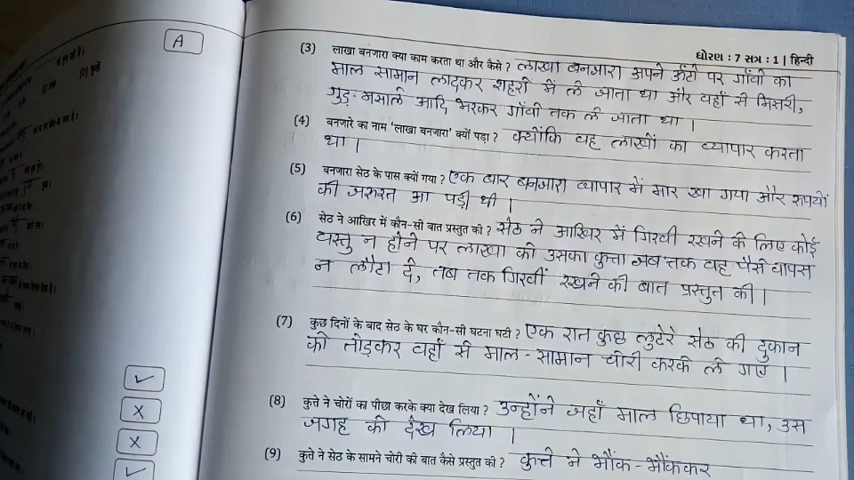 A
धोरण : 7 सत्र : 1 | हिन्दी
(3) लाखा बनजारा क्या काम करता था और कैसे ? लाखा बनजारा अपने ऊँटो पर गाँवी का
माल सामान लादकर शहरों में ले जाता था और वहाँ से मिसरी,
गुड़-मसाले आदि भरकर गाँवी तक ले जाता था ।
(4) बनजारे का नाम 'लाखा बनजारा' क्यों पड़ा ? क्योंकि वह लाखों का व्यापार करता
था ।
(5) बनजारा सेठ के पास क्यों गया ? एक बार बनजारा व्यापार में मार खा गया और रुपयों
की जरुरत आ पड़ी थी ।
(6) सेठ ने आखिर में कौन-सी बात प्रस्तुत की ? सेठ ने आखिर में गिरवी रखने के लिए कोई
वस्तु न होने पर लाखा को उसका कुत्ता जब तक वह पैसे वापस
न लौटा दे, तब तक गिरवीं रखने की बात प्रस्तुत की ।
(7) कुछ दिनों के बाद सेठ के घर कौन-सी घटना घटी ? एक रात कुछ लुटेरे सेठ की दुकान
को तोड़कर वहाँ से माल-सामान चोरी करके ले गए ।
(8) कुत्ते ने चोरों का पीछा करके क्या देख लिया ? उन्होंने जहाँ माल छिपाया था, उस
जगह को देख लिया ।
(9) कुत्ते ने सेठ के सामने चोरी की बात कैसे प्रस्तुत की ? कुत्ते ने भौंक-भौंककर
✓
×
×
✓